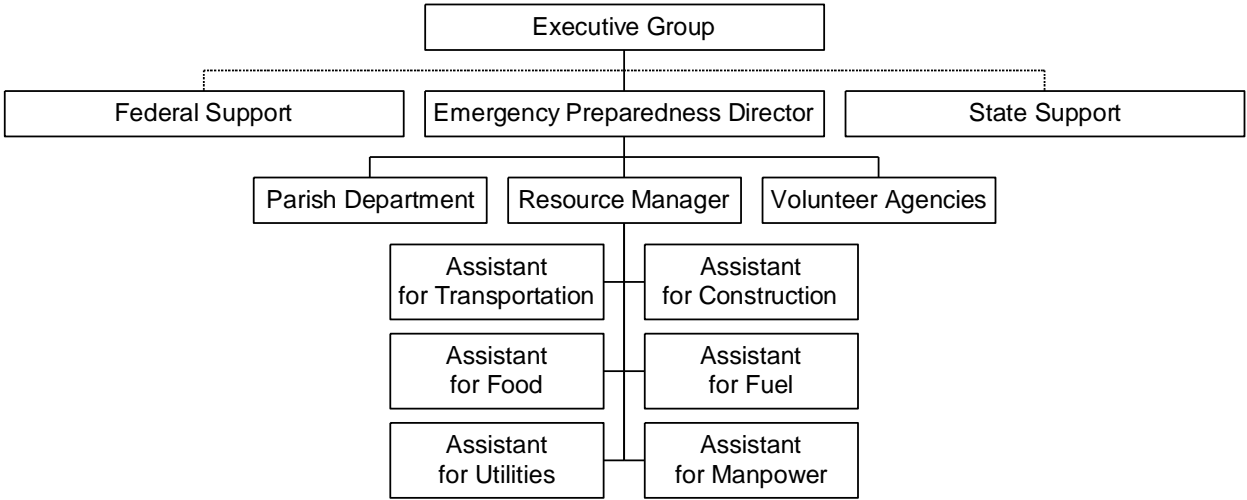 Executive Group
Federal Support
Emergency Preparedness Director
State Support
Parish Department
Resource Manager
Volunteer Agencies
Assistant
for Transportation
Assistant
for Construction
Assistant
for Food
Assistant
for Fuel
Assistant
for Utilities
Assistant
for Manpower